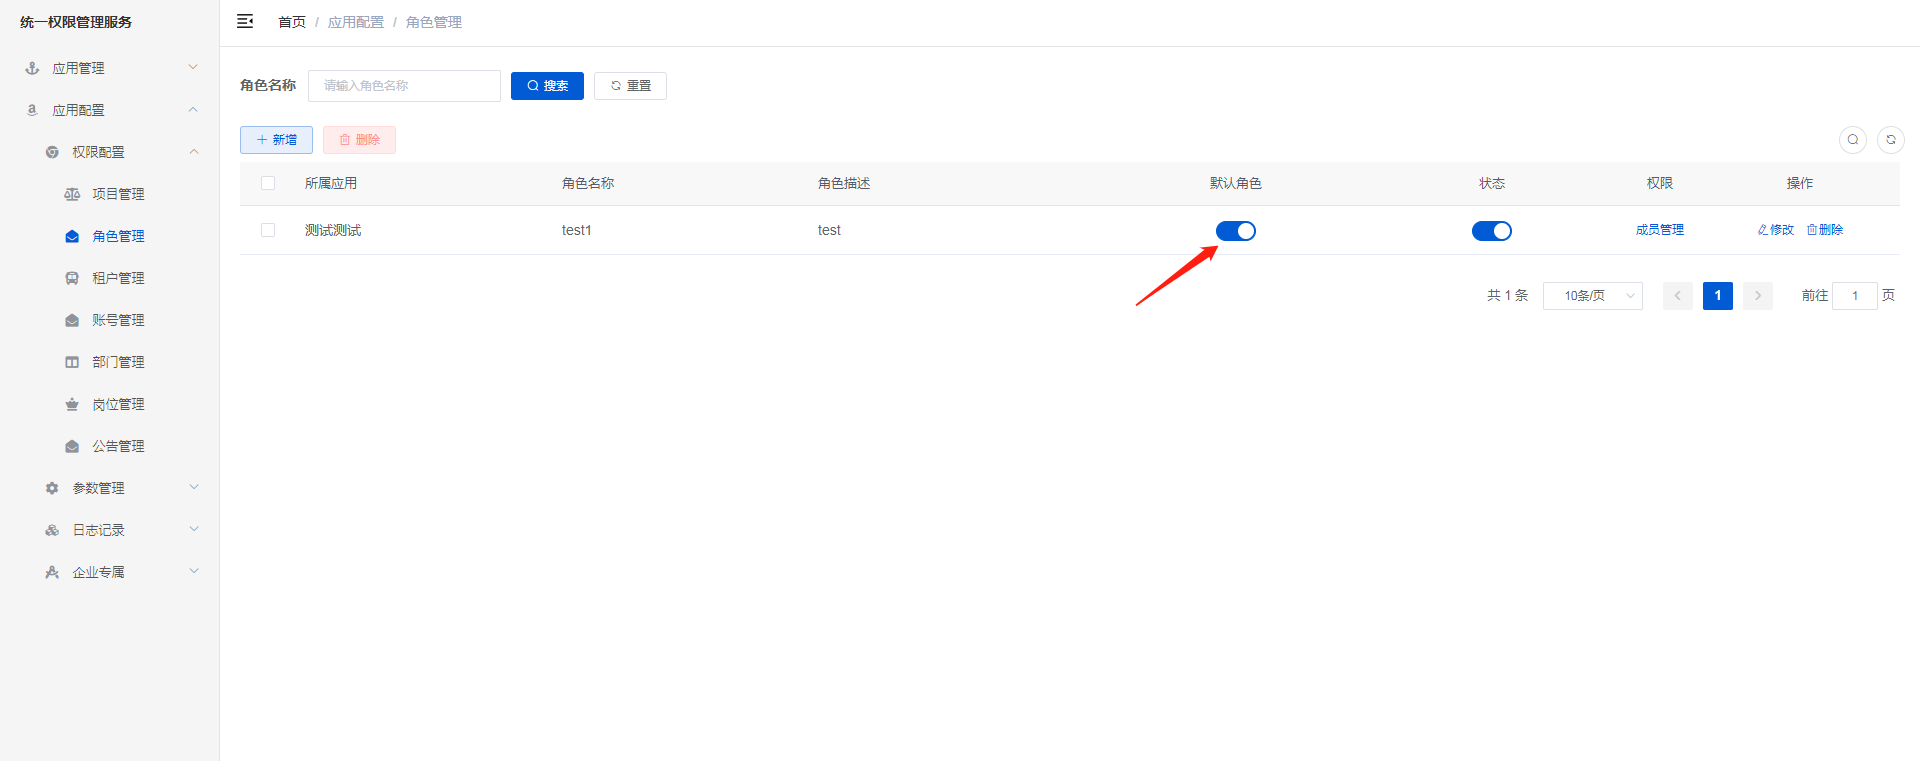 统一权限管理服务
首页 / 应用配置 / 角色管理
应用管理
应用配置
权限配置
项目管理
角色管理
租户管理
账号管理
部门管理
岗位管理
公告管理
参数管理
日志记录
企业专属
角色名称 请输入角色名称 搜索 重置
新增 删除
所属应用 角色名称 角色描述 默认角色 状态 权限 操作
测试测试 test1 test 成员管理 修改 删除
共 1 条 10条/页 1 前往 1 页